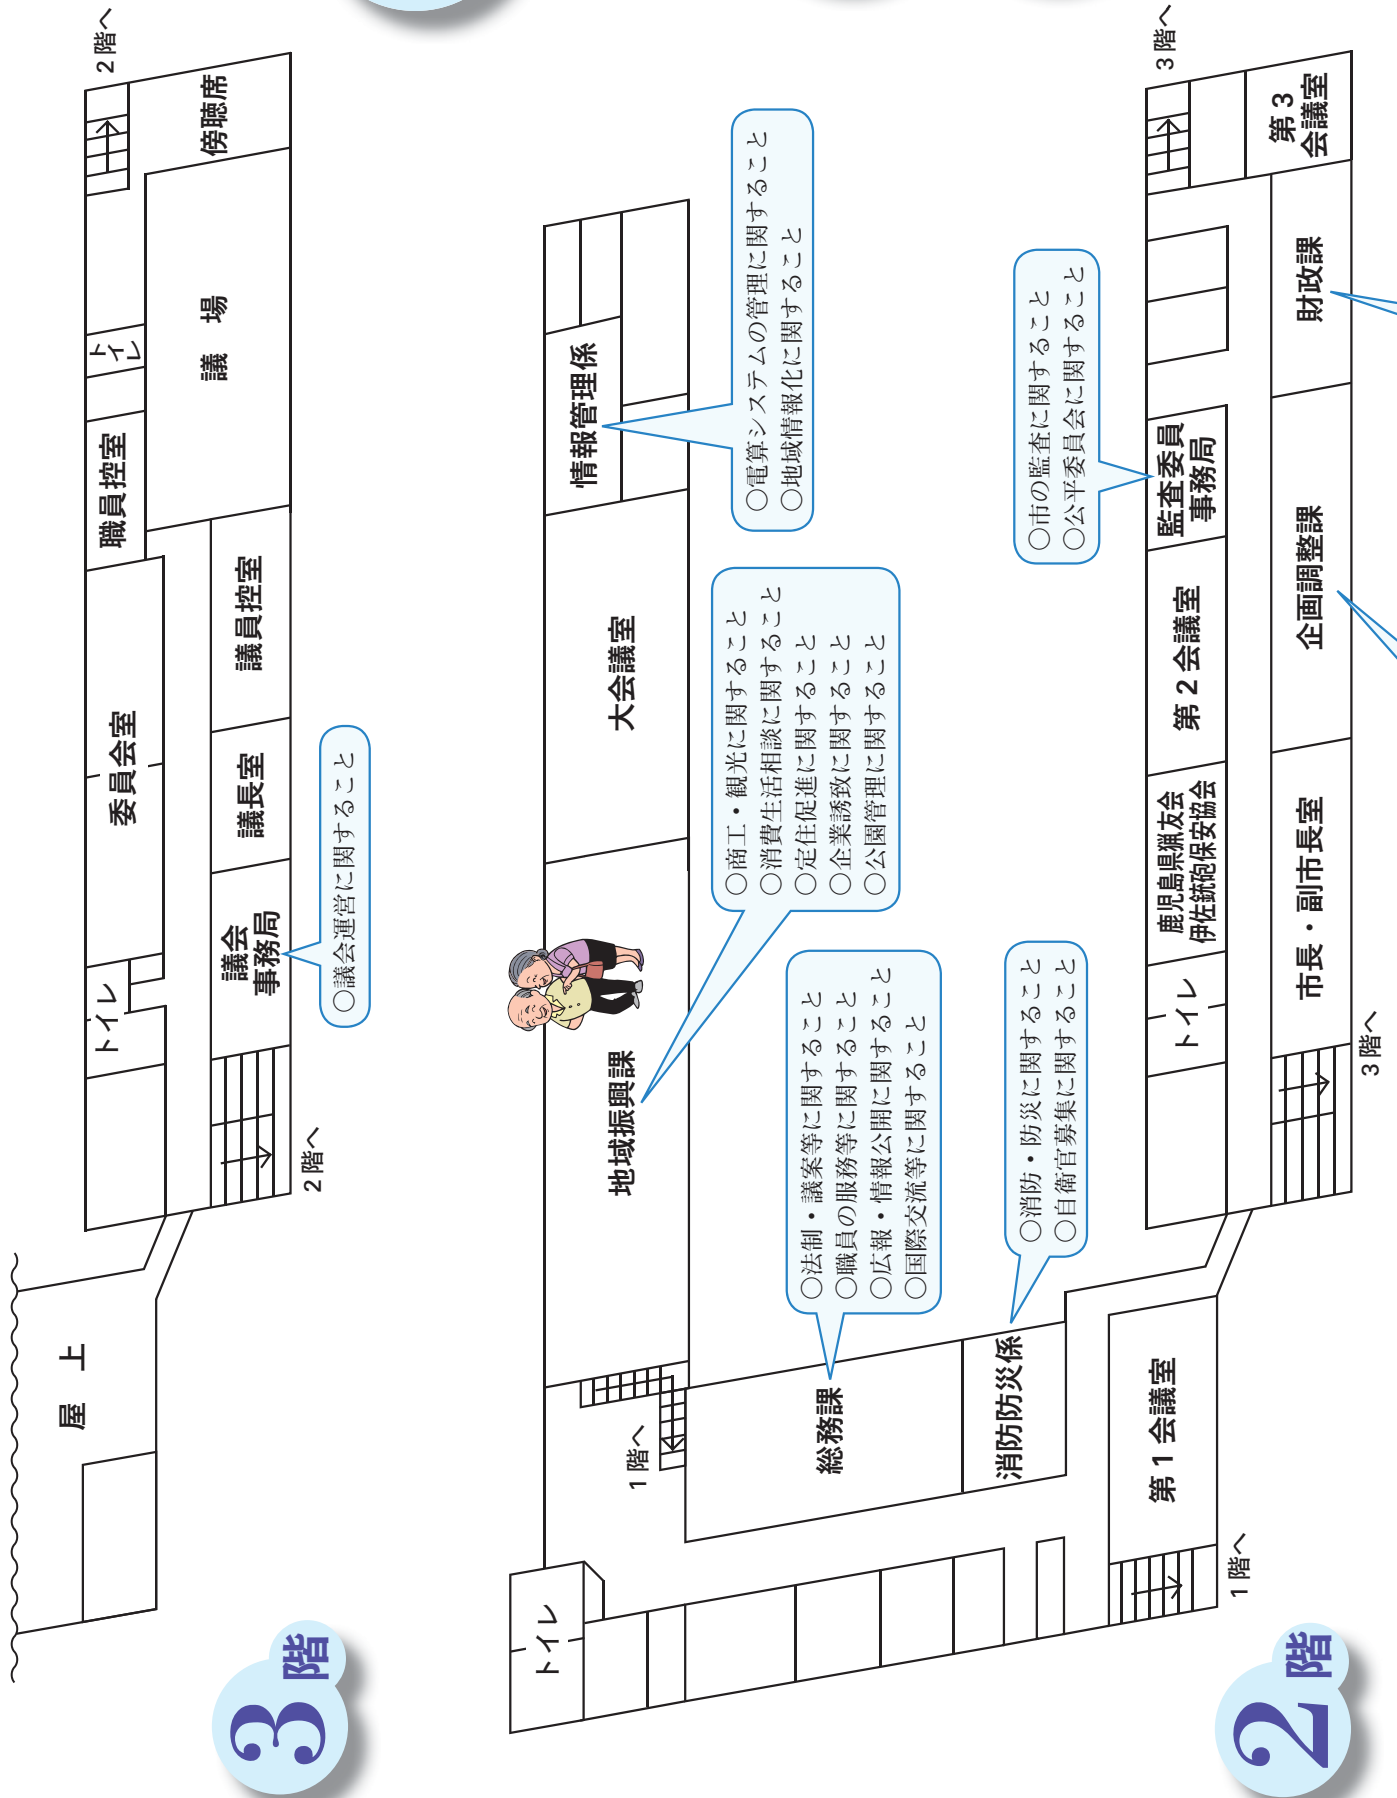 3階
屋上
2階へ
トイレ
委員会室
職員控室
トイレ
2階へ
議会
事務局
議長室
議員控室
議場
傍聴席
○議会運営に関すること
トイレ
1階へ
地域振興課
大会議室
情報管理係
○電算システムの管理に関すること
○地域情報化に関すること
○商工・観光に関すること
○消費生活相談に関すること
○定住促進に関すること
○企業誘致に関すること
○公園管理に関すること
総務課
○法制・議案等に関すること
○職員の服務等に関すること
○広報・情報公開に関すること
○国際交流等に関すること
消防防災係
○消防・防災に関すること
○自衛官募集に関すること
○市の監査に関すること
○公平委員会に関すること
2階
第1会議室
1階へ
トイレ
鹿児島県猟友会
伊佐銃砲保安協会
第2会議室
監査委員
事務局
3階へ
市長・副市長室
企画調整課
財政課
第3
会議室
3階へ